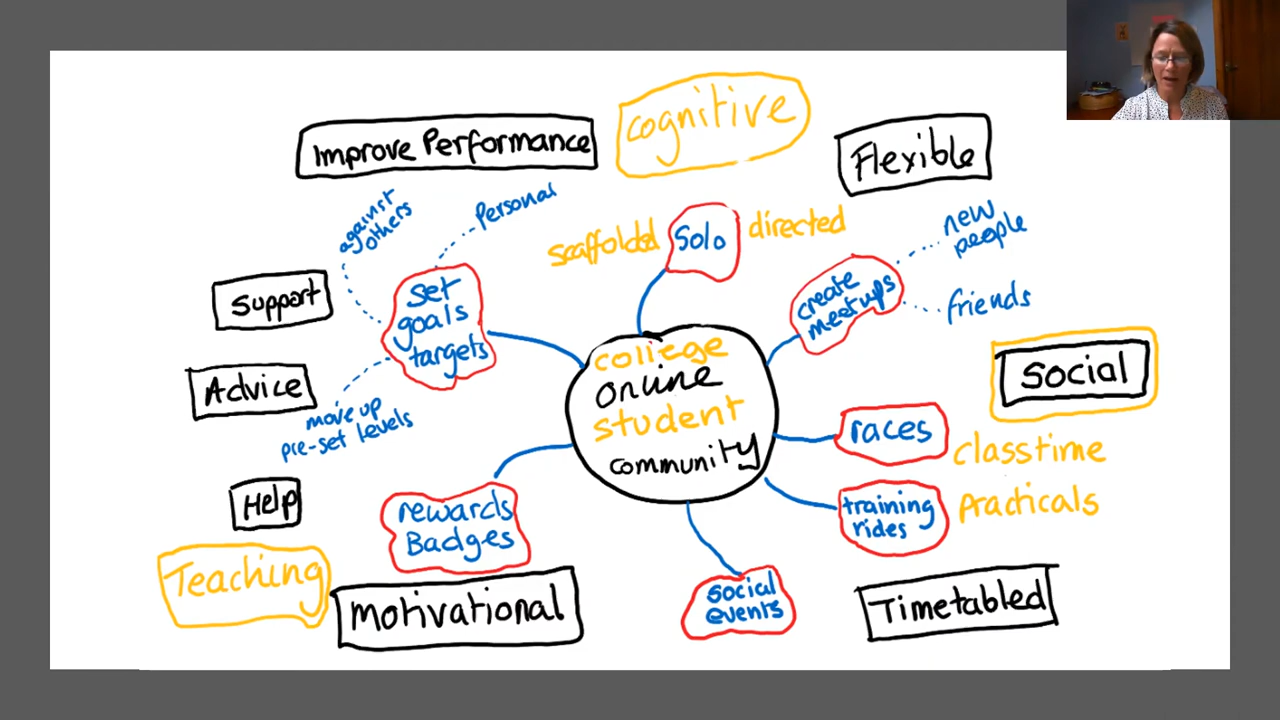 cognitive
Improve Performance
Flexible
against
others
Personal
scaffolded
Solo
directed
new
people
create
meetups
friends
Support
set
goals
targets
Advice
move up
pre-set levels
college
online
student
community
Social
races
classtime
Help
rewards
Badges
training
rides
Practicals
Teaching
Motivational
social
events
Timetabled